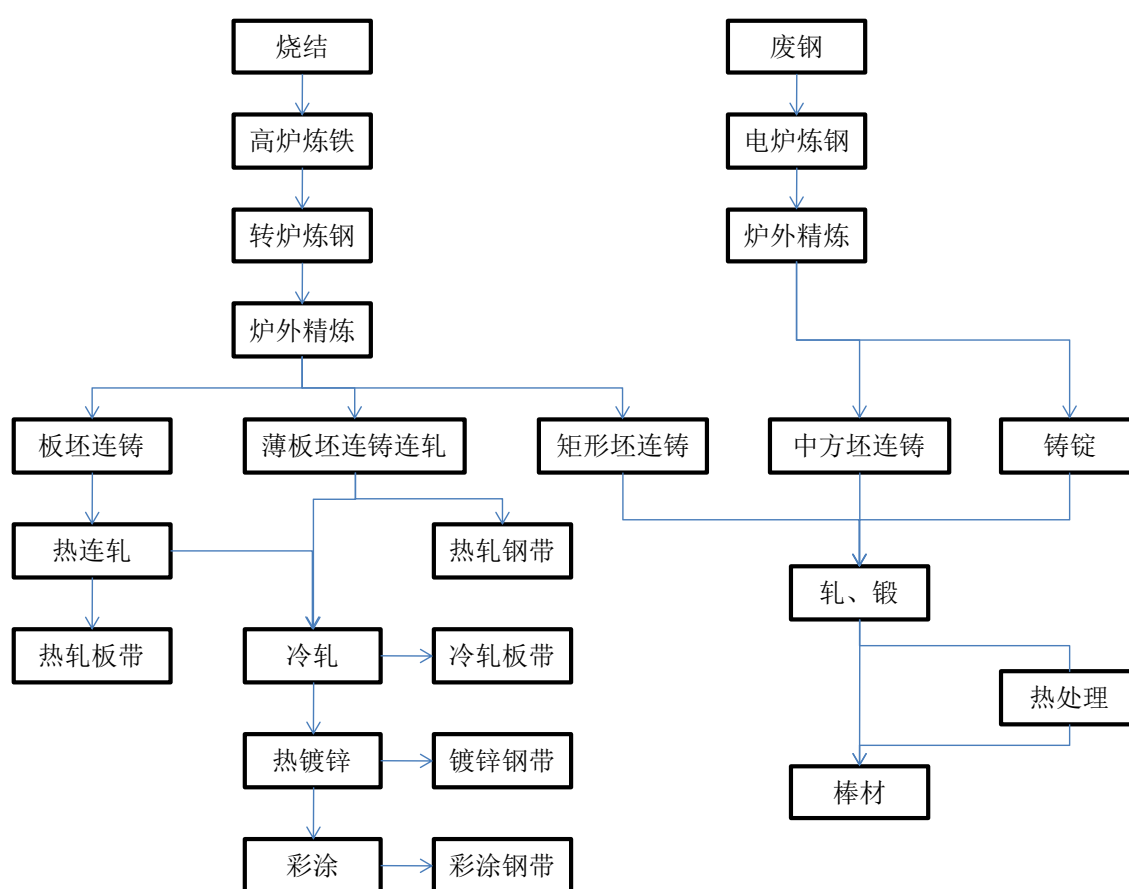 烧结
废钢
高炉炼铁
电炉炼钢
转炉炼钢
炉外精炼
炉外精炼
板坯连铸
薄板坯连铸连轧
矩形坯连铸
中方坯连铸
铸锭
热连轧
热轧钢带
轧、锻
热轧板带
冷轧
冷轧板带
热处理
热镀锌
镀锌钢带
棒材
彩涂
彩涂钢带